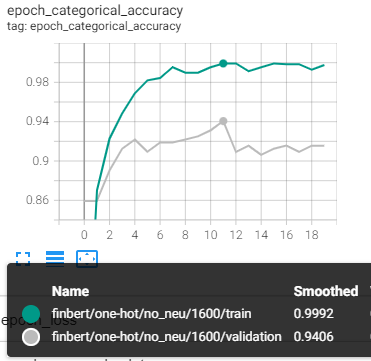 epoch_categorical_accuracy
tag: epoch_categorical_accuracy
0.98
0.94
0.9
0.86
0 2 4 6 8 10 12 14 16 18
Name Smoothed
finbert/one-hot/no_neu/1600/train 0.9992
finbert/one-hot/no_neu/1600/validation 0.9406